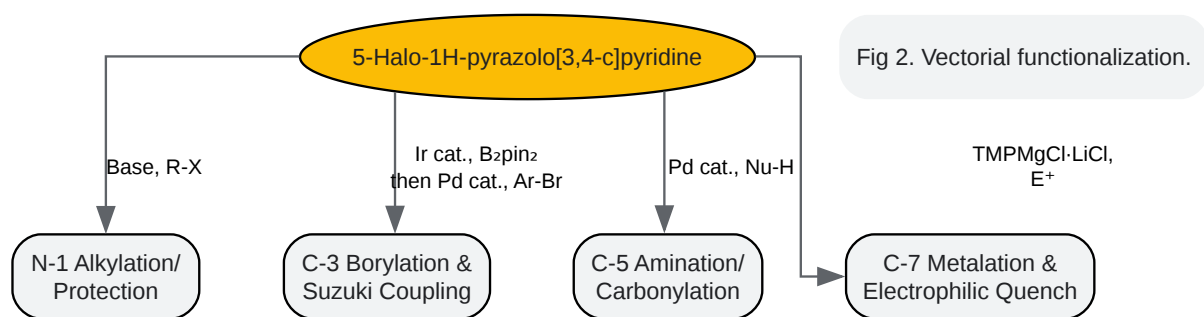 5-Halo-1H-pyrazolo[3,4-c]pyridine
Fig 2. Vectorial functionalization.
Base, R-X
Ir cat., B₂pin₂
then Pd cat., Ar-Br
Pd cat., Nu-H
TMPMgCl·LiCl,
E⁺
N-1 Alkylation/
Protection
C-3 Borylation &
Suzuki Coupling
C-5 Amination/
Carbonylation
C-7 Metalation &
Electrophilic Quench